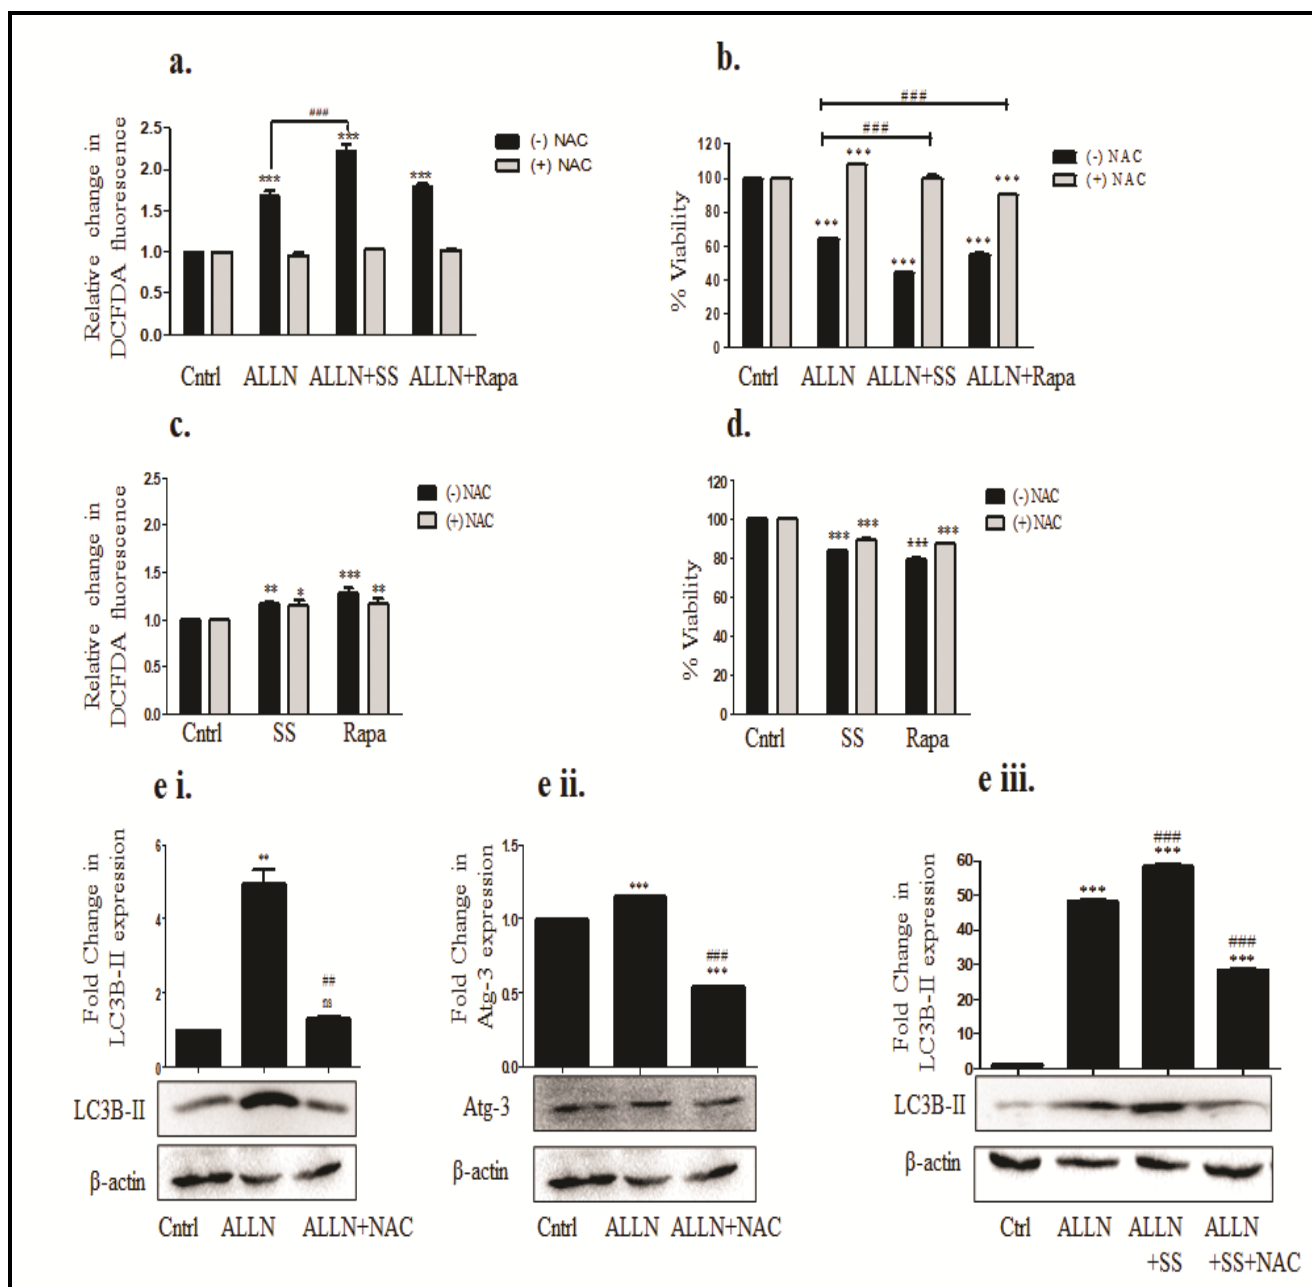 a.
###
***
***
***
2.5
2.0
1.5
1.0
0.5
0.0
Relative change in
DCFDA fluorescence
(-) NAC
(+) NAC
Cntrl ALLN ALLN+SS ALLN+Rapa
b.
###
###
120
100
80
60
40
20
0
% Viability
***
***
***
***
***
(-) NAC
(+) NAC
Cntrl ALLN ALLN+SS ALLN+Rapa
c.
2.5
2.0
1.5
1.0
0.5
0.0
Relative change in
DCFDA fluorescence
** * *** **
(-) NAC
(+) NAC
Cntrl SS Rapa
d.
120
100
80
60
40
20
0
% Viability
*** *** *** ***
(-) NAC
(+) NAC
Cntrl SS Rapa
e i.
6
4
2
0
Fold Change in
LC3B-II expression
**
##
ns
LC3B-II
β-actin
Cntrl ALLN ALLN+NAC
e ii.
1.5
1.0
0.5
0.0
Fold Change in
Atg-3 expression
***
###
***
Atg-3
β-actin
Cntrl ALLN ALLN+NAC
e iii.
60
50
40
30
20
10
0
Fold Change in
LC3B-II expression
***
###
***
###
***
LC3B-II
β-actin
Ctrl ALLN ALLN ALLN
+SS +SS+NAC